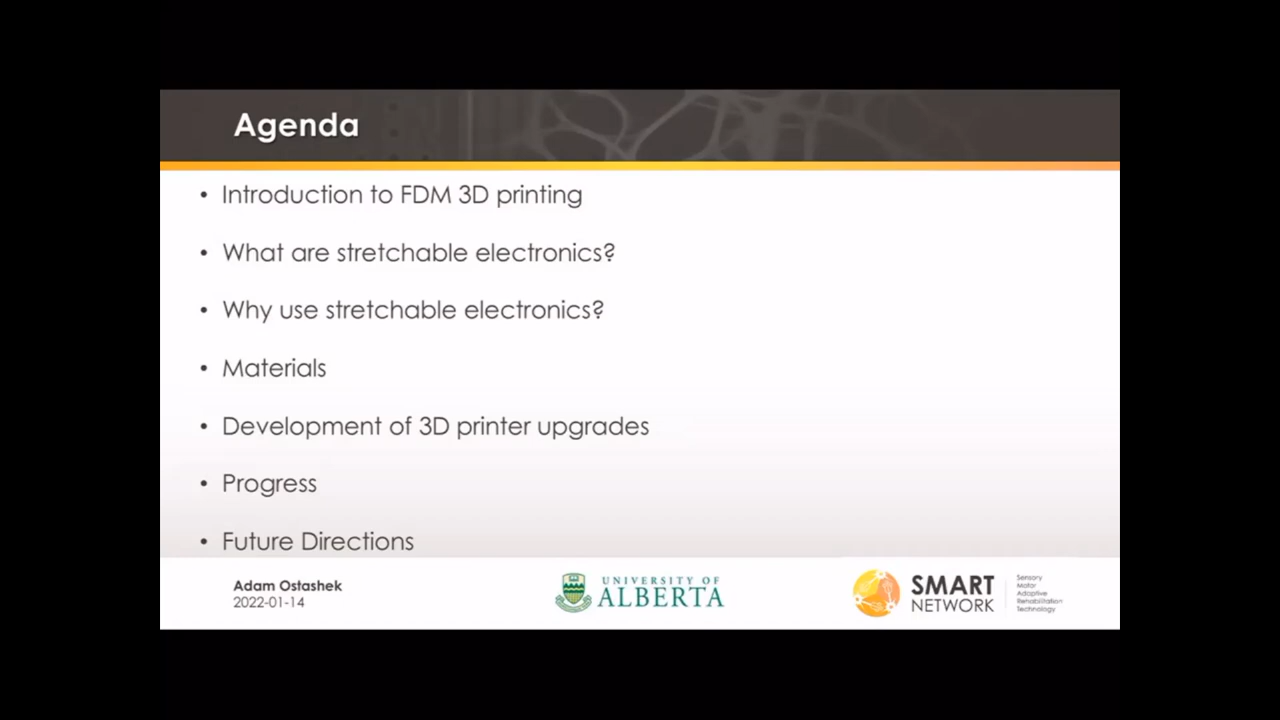 Agenda
• Introduction to FDM 3D printing
• What are stretchable electronics?
• Why use stretchable electronics?
• Materials
• Development of 3D printer upgrades
• Progress
• Future Directions
Adam Ostashek
2022-01-14
UNIVERSITY OF
ALBERTA
SMART
NETWORK
Sensory
Motor
Adaptive
Rehabilitation
Technology